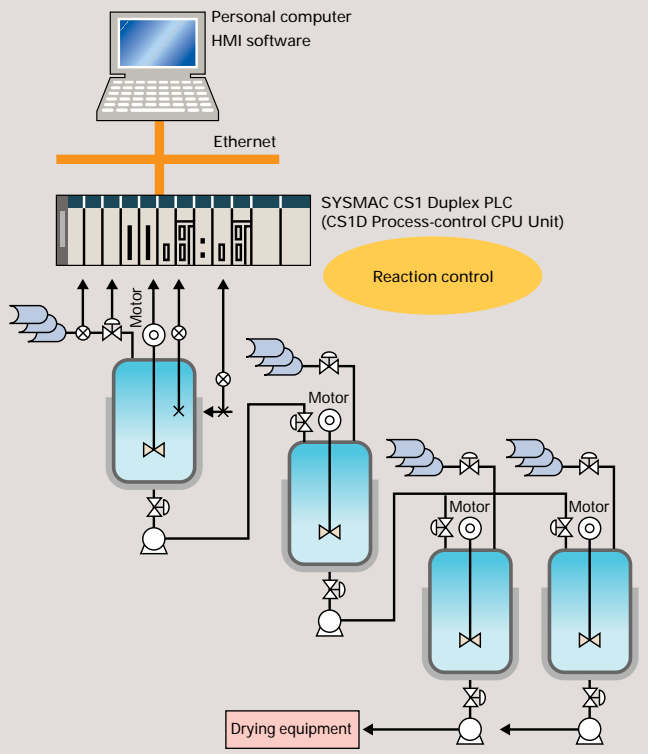 Personal computer
HMI software
Ethernet
SYSMAC CS1 Duplex PLC
(CS1D Process-control CPU Unit)
Reaction control
Motor
Motor
Motor
Motor
Drying equipment